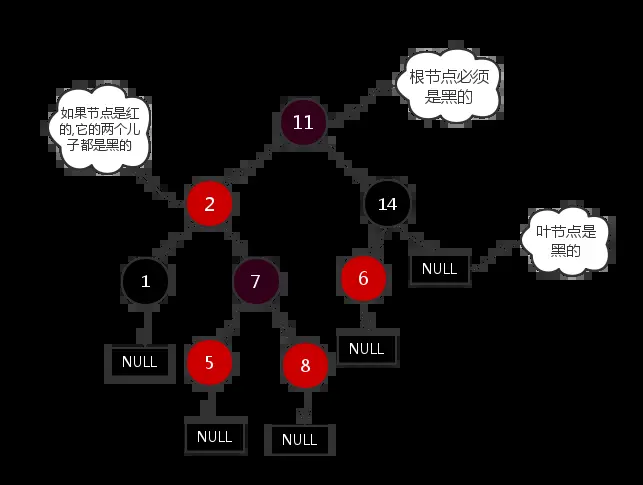 根节点必须
是黑的
如果节点是红
的,它的两个儿
子都是黑的
11
2
14
叶节点是
黑的
1
7
6
NULL
NULL
5
8
NULL
NULL
NULL